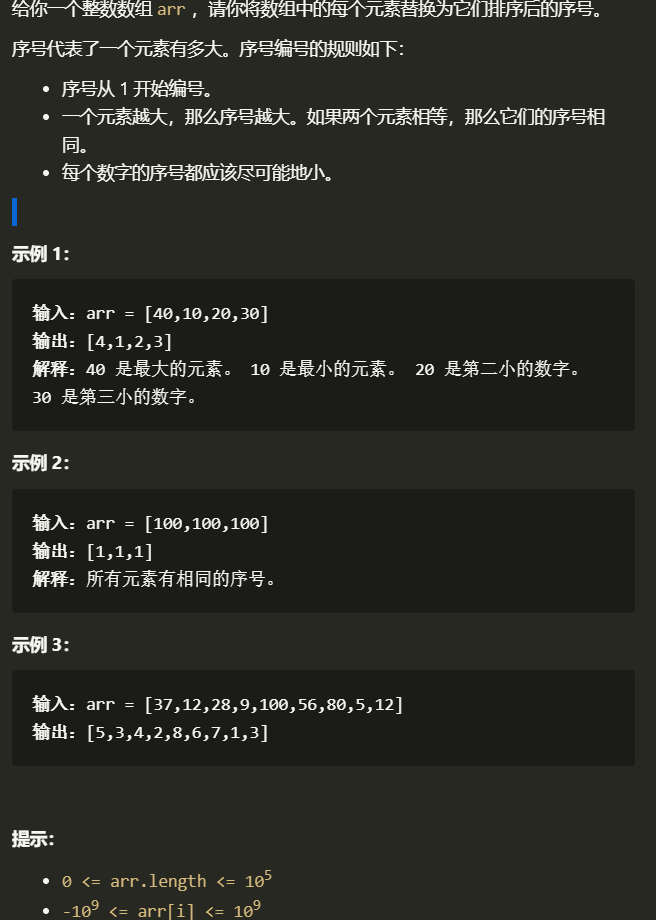 给你一个整数数组 arr ，请你将数组中的每个元素替换为它们排序后的序号。
序号代表了一个元素有多大。序号编号的规则如下：
• 序号从 1 开始编号。
• 一个元素越大，那么序号越大。如果两个元素相等，那么它们的序号相
同。
• 每个数字的序号都应该尽可能地小。
示例 1：
输入：arr = [40,10,20,30]
输出：[4,1,2,3]
解释：40 是最大的元素。 10 是最小的元素。 20 是第二小的数字。
30 是第三小的数字。
示例 2：
输入：arr = [100,100,100]
输出：[1,1,1]
解释：所有元素有相同的序号。
示例 3：
输入：arr = [37,12,28,9,100,56,80,5,12]
输出：[5,3,4,2,8,6,7,1,3]
提示：
• 0 <= arr.length <= 10⁵
• -10⁹ <= arr[i] <= 10⁹